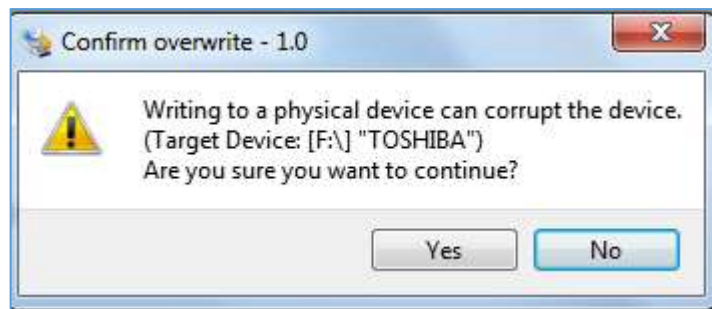 Confirm overwrite - 1.0
Writing to a physical device can corrupt the device.
(Target Device: [F:\] "TOSHIBA")
Are you sure you want to continue?
Yes
No